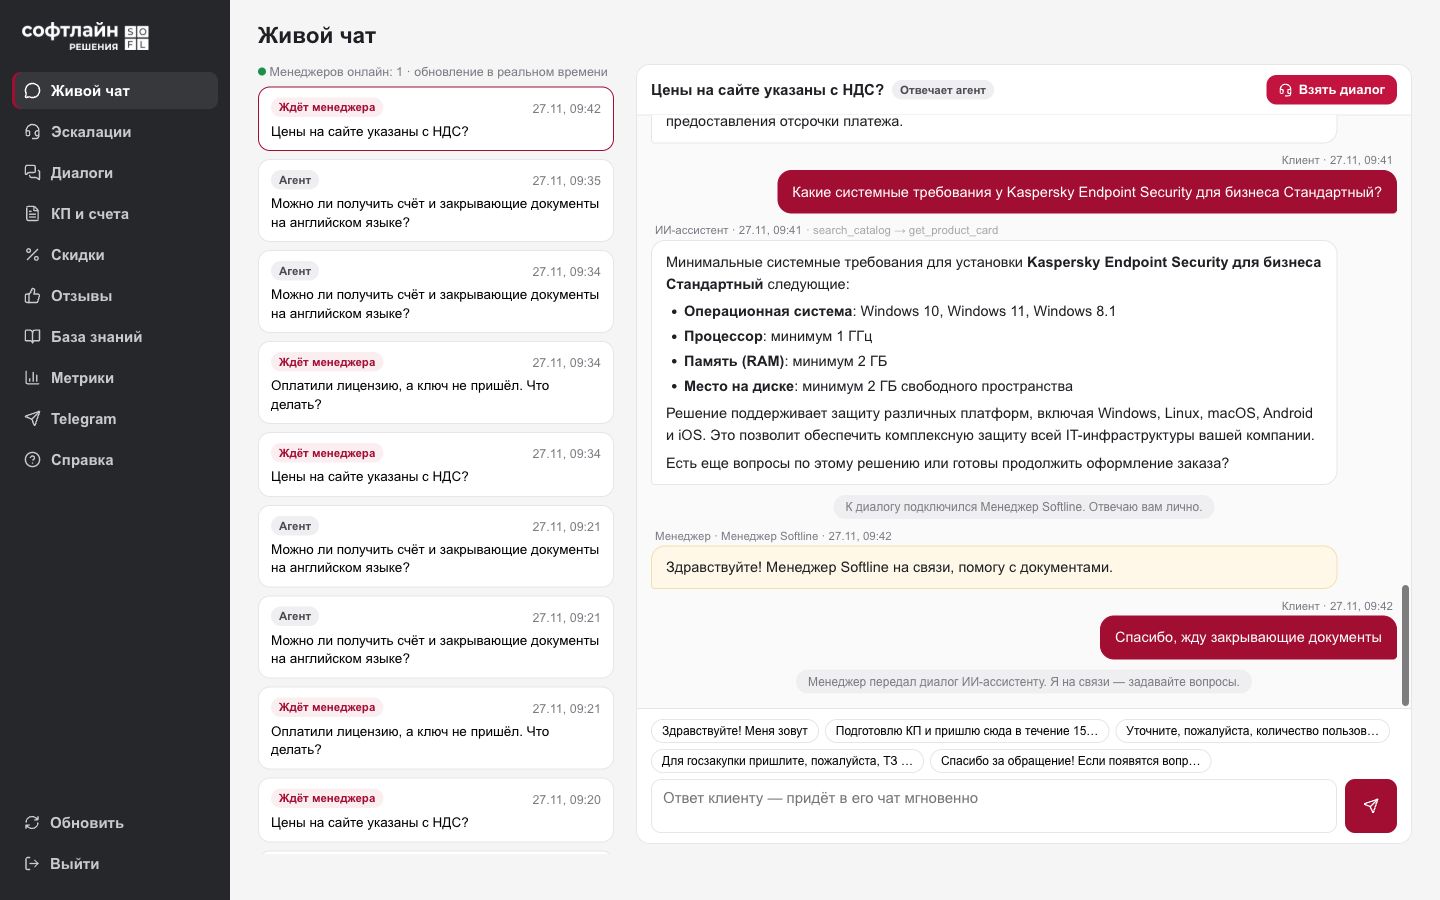 софтлайн
РЕШЕНИЯ
SO
FL
Живой чат
Эскалации
Диалоги
КП и счета
Скидки
Отзывы
База знаний
Метрики
Telegram
Справка
Обновить
Выйти
Живой чат
Менеджеров онлайн: 1 · обновление в реальном времени
Ждёт менеджера 27.11, 09:42
Цены на сайте указаны с НДС?
Агент 27.11, 09:35
Можно ли получить счёт и закрывающие документы
на английском языке?
Агент 27.11, 09:34
Можно ли получить счёт и закрывающие документы
на английском языке?
Ждёт менеджера 27.11, 09:34
Оплатили лицензию, а ключ не пришёл. Что
делать?
Ждёт менеджера 27.11, 09:34
Цены на сайте указаны с НДС?
Агент 27.11, 09:21
Можно ли получить счёт и закрывающие документы
на английском языке?
Агент 27.11, 09:21
Можно ли получить счёт и закрывающие документы
на английском языке?
Ждёт менеджера 27.11, 09:21
Оплатили лицензию, а ключ не пришёл. Что
делать?
Ждёт менеджера 27.11, 09:20
Цены на сайте указаны с НДС?
Цены на сайте указаны с НДС? Отвечает агент Взять диалог
предоставления отсрочки платежа.
Клиент · 27.11, 09:41
Какие системные требования у Kaspersky Endpoint Security для бизнеса Стандартный?
ИИ-ассистент · 27.11, 09:41 · search_catalog → get_product_card
Минимальные системные требования для установки Kaspersky Endpoint Security для бизнеса
Стандартный следующие:
• Операционная система: Windows 10, Windows 11, Windows 8.1
• Процессор: минимум 1 ГГц
• Память (RAM): минимум 2 ГБ
• Место на диске: минимум 2 ГБ свободного пространства
Решение поддерживает защиту различных платформ, включая Windows, Linux, macOS, Android
и iOS. Это позволит обеспечить комплексную защиту всей IT-инфраструктуры вашей компании.
Есть еще вопросы по этому решению или готовы продолжить оформление заказа?
К диалогу подключился Менеджер Softline. Отвечаю вам лично.
Менеджер · Менеджер Softline · 27.11, 09:42
Здравствуйте! Менеджер Softline на связи, помогу с документами.
Клиент · 27.11, 09:42
Спасибо, жду закрывающие документы
Менеджер передал диалог ИИ-ассистенту. Я на связи — задавайте вопросы.
Здравствуйте! Меня зовут Подготовлю КП и пришлю сюда в течение 15… Уточните, пожалуйста, количество пользов…
Для госзакупки пришлите, пожалуйста, ТЗ … Спасибо за обращение! Если появятся вопр…
Ответ клиенту — придёт в его чат мгновенно